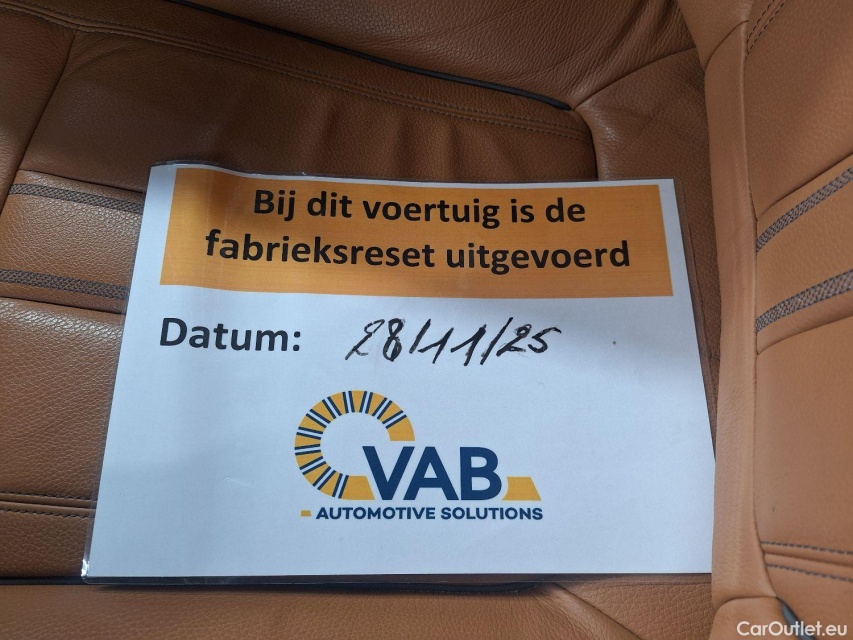 Bij dit voertuig is de
fabrieksreset uitgevoerd
Datum: 28/11/25
VAB
AUTOMOTIVE SOLUTIONS
CarOutlet.eu